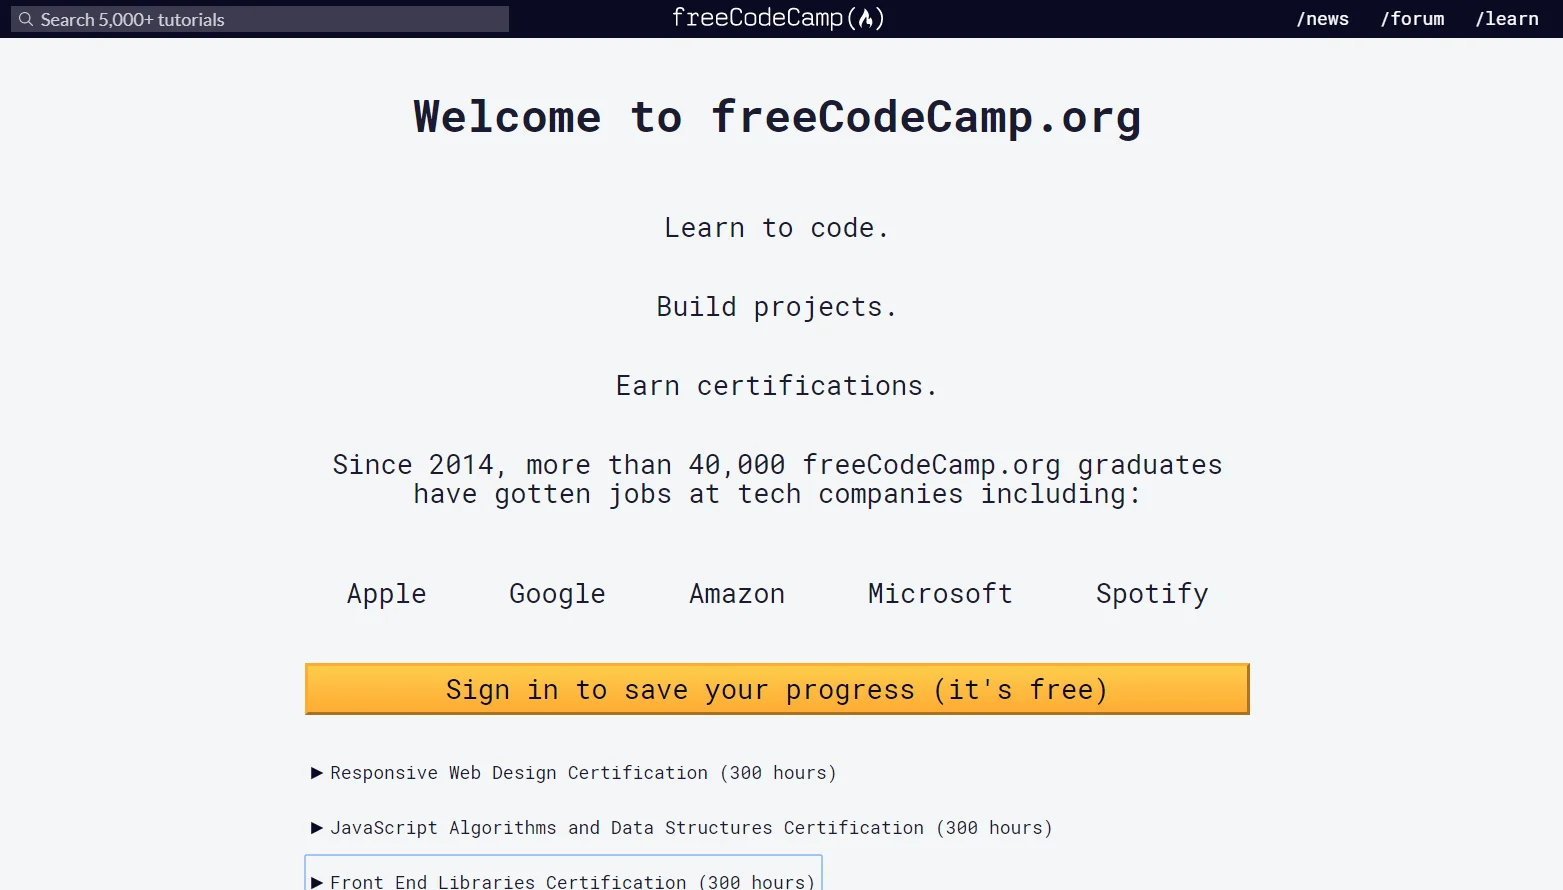 Search 5,000+ tutorials
freeCodeCamp
/news /forum /learn
Welcome to freeCodeCamp.org
Learn to code.
Build projects.
Earn certifications.
Since 2014, more than 40,000 freeCodeCamp.org graduates
have gotten jobs at tech companies including:
Apple Google Amazon Microsoft Spotify
Sign in to save your progress (it's free)
Responsive Web Design Certification (300 hours)
JavaScript Algorithms and Data Structures Certification (300 hours)
Front End Libraries Certification (300 hours)